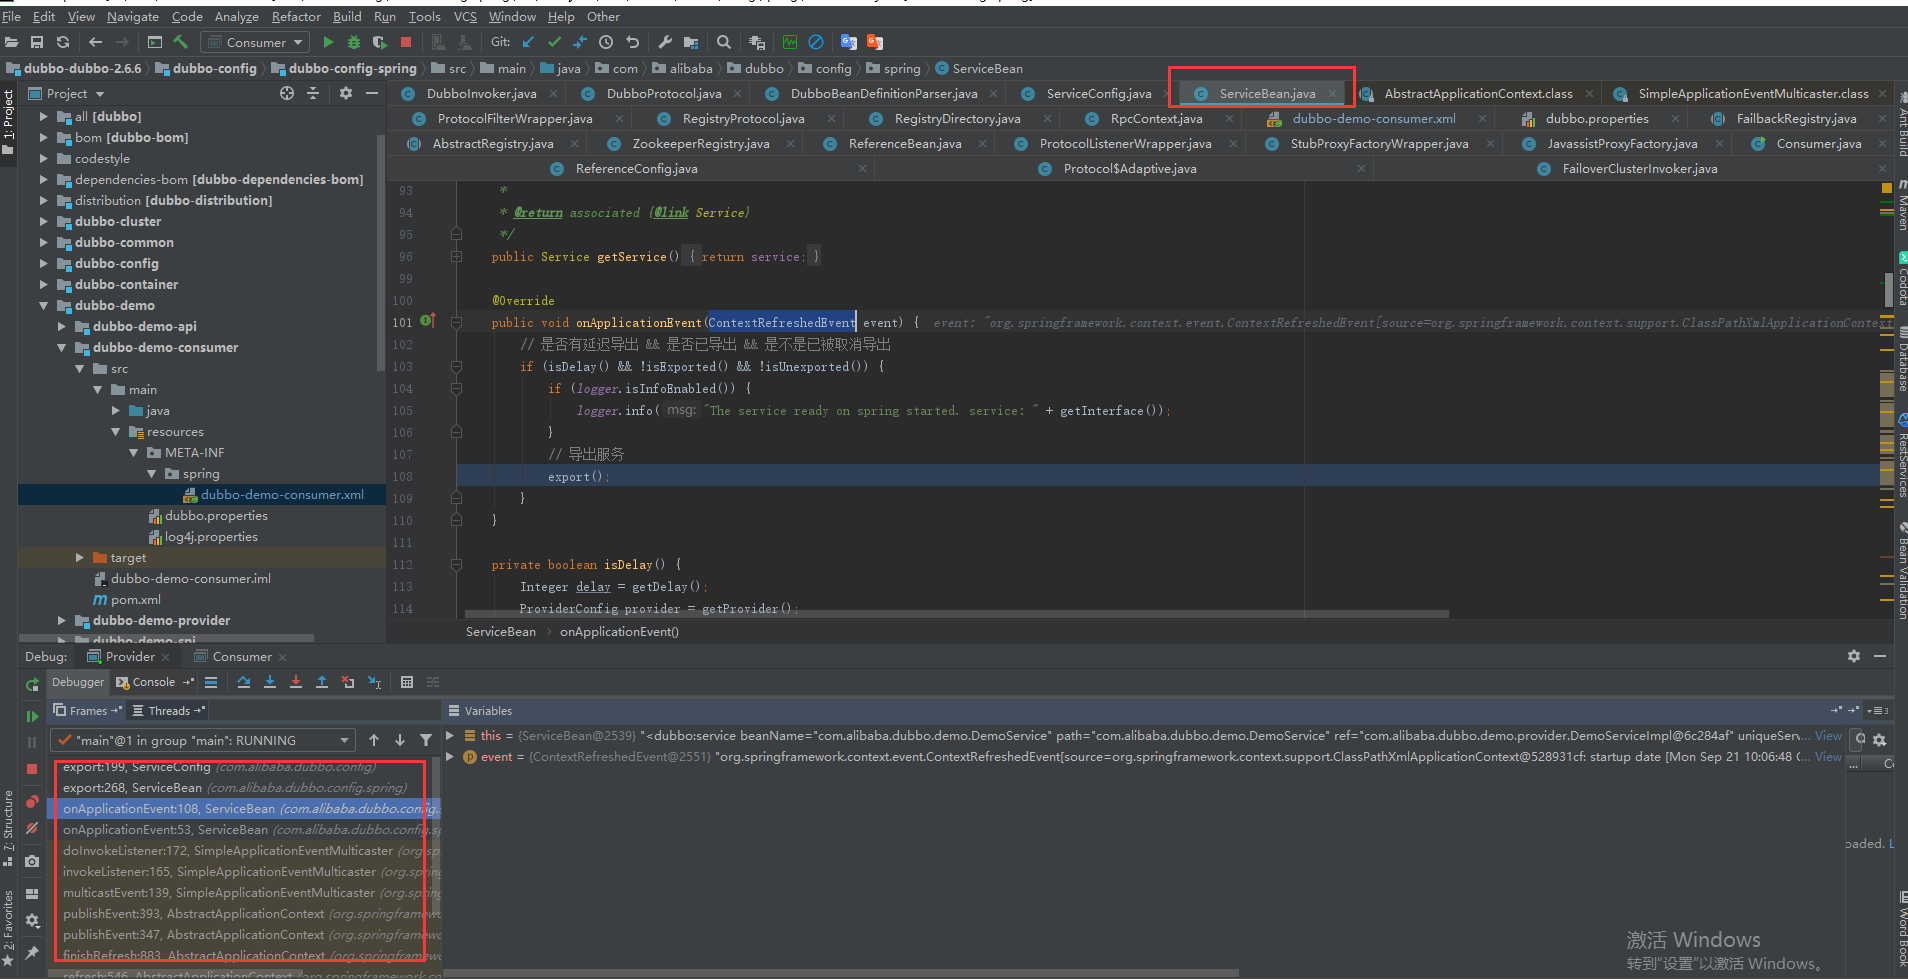 File Edit View Navigate Code Analyze Refactor Build Run Tools VCS Window Help Other
Consumer Git:
dubbo-dubbo-2.6.6 dubbo-config dubbo-config-spring src main java com alibaba dubbo config spring ServiceBean
Project
DubboInvoker.java DubboProtocol.java DubboBeanDefinitionParser.java ServiceConfig.java ServiceBean.java AbstractApplicationContext.class SimpleApplicationEventMulticaster.class
ProtocolFilterWrapper.java RegistryProtocol.java RegistryDirectory.java RpcContext.java dubbo-demo-consumer.xml dubbo.properties FailbackRegistry.java
AbstractRegistry.java ZookeeperRegistry.java ReferenceBean.java ProtocolListenerWrapper.java StubProxyFactoryWrapper.java JavassistProxyFactory.java Consumer.java
ReferenceConfig.java Protocol$Adaptive.java FailoverClusterInvoker.java
1: Project
all [dubbo]
bom [dubbo-bom]
codestyle
dependencies-bom [dubbo-dependencies-bom]
distribution [dubbo-distribution]
dubbo-cluster
dubbo-common
dubbo-config
dubbo-container
dubbo-demo
dubbo-demo-api
dubbo-demo-consumer
src
main
java
resources
META-INF
spring
dubbo-demo-consumer.xml
dubbo.properties
log4j.properties
target
dubbo-demo-consumer.iml
pom.xml
dubbo-demo-provider
dubbo-demo-spi
93 *
94 * @return associated {@link Service}
95 */
96 public Service getService() { return service; }
99
100 @Override
101 public void onApplicationEvent(ContextRefreshedEvent event) { event: "org.springframework.context.event.ContextRefreshedEvent[source=org.springframework.context.support.ClassPathXmlApplicationContext
102 // 是否有延迟导出 && 是否已导出 && 是不是已被取消导出
103 if (isDelay() && !isExported() && !isUnexported()) {
104 if (logger.isInfoEnabled()) {
105 logger.info( msg: "The service ready on spring started. service: " + getInterface());
106 }
107 // 导出服务
108 export();
109 }
110 }
111
112 private boolean isDelay() {
113 Integer delay = getDelay();
114 ProviderConfig provider = getProvider();
ServiceBean onApplicationEvent()
Ant Build
Maven
Codota
Database
RestServices
Bean Validation
Word Book
Debug: Provider Consumer
Debugger Console
Frames Threads
Variables
"main"@1 in group "main": RUNNING
export:199, ServiceConfig (com.alibaba.dubbo.config)
export:268, ServiceBean (com.alibaba.dubbo.config.spring)
onApplicationEvent:108, ServiceBean (com.alibaba.dubbo.config.
onApplicationEvent:53, ServiceBean (com.alibaba.dubbo.config.sp
doInvokeListener:172, SimpleApplicationEventMulticaster (org.sp
invokeListener:165, SimpleApplicationEventMulticaster (org.spring
multicastEvent:139, SimpleApplicationEventMulticaster (org.spring
publishEvent:393, AbstractApplicationContext (org.springframewo
publishEvent:347, AbstractApplicationContext (org.springframewo
finishRefresh:883, AbstractApplicationContext (org.springframewo
refresh:546, AbstractApplicationContext (org.springframework.
this = {ServiceBean@2539} "<dubbo:service beanName="com.alibaba.dubbo.demo.DemoService" path="com.alibaba.dubbo.demo.DemoService" ref="com.alibaba.dubbo.demo.provider.DemoServiceImpl@6c284af" uniqueServ... View
event = {ContextRefreshedEvent@2551} "org.springframework.context.event.ContextRefreshedEvent[source=org.springframework.context.support.ClassPathXmlApplicationContext@528931cf: startup date [Mon Sep 21 10:06:48 C... View
oaded. L
7: Structure
2: Favorites
激活 Windows
转到"设置"以激活 Windows。